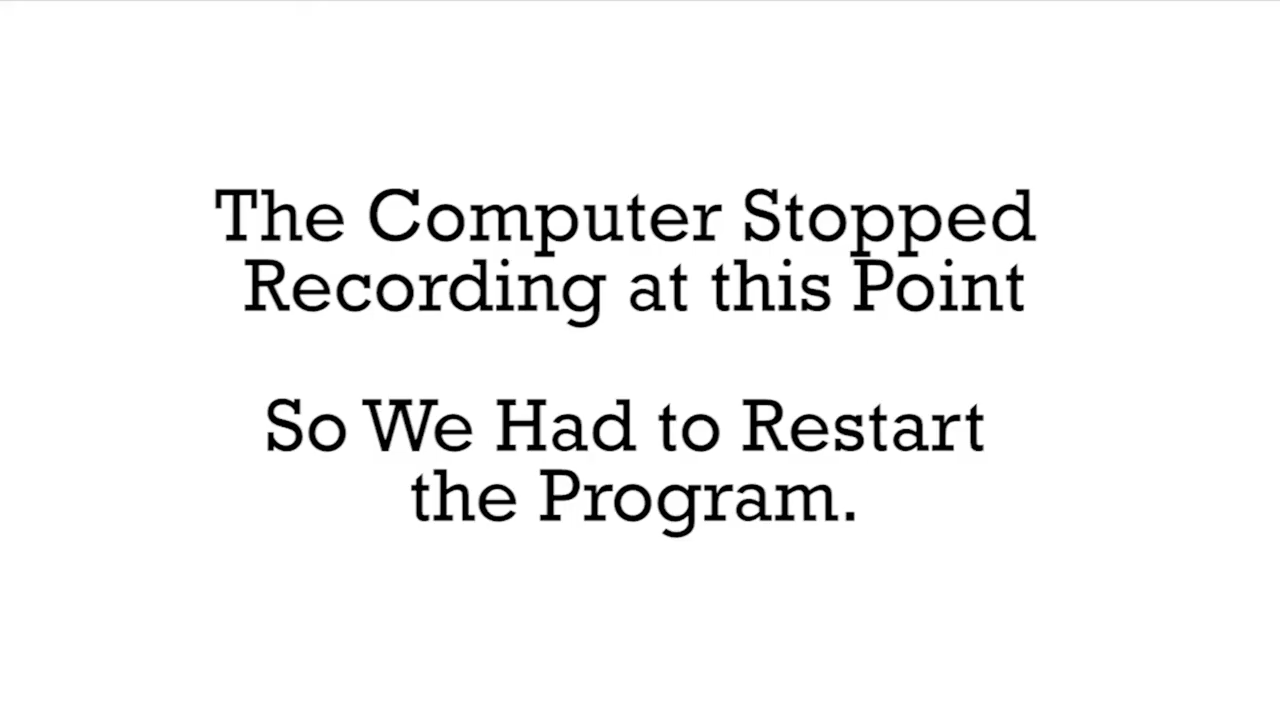 The Computer Stopped
Recording at this Point
So We Had to Restart
the Program.